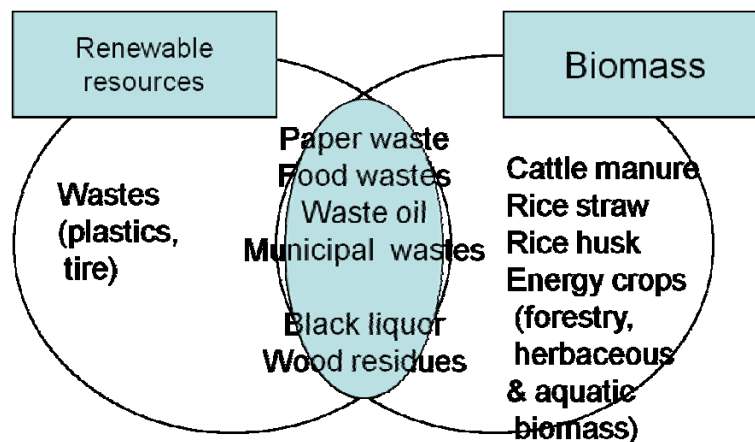 Renewable
resources
Biomass
Wastes
(plastics,
tire)
Paper waste
Food wastes
Waste oil
Municipal wastes
Black liquor
Wood residues
Cattle manure
Rice straw
Rice husk
Energy crops
(forestry,
herbaceous
& aquatic
biomass)